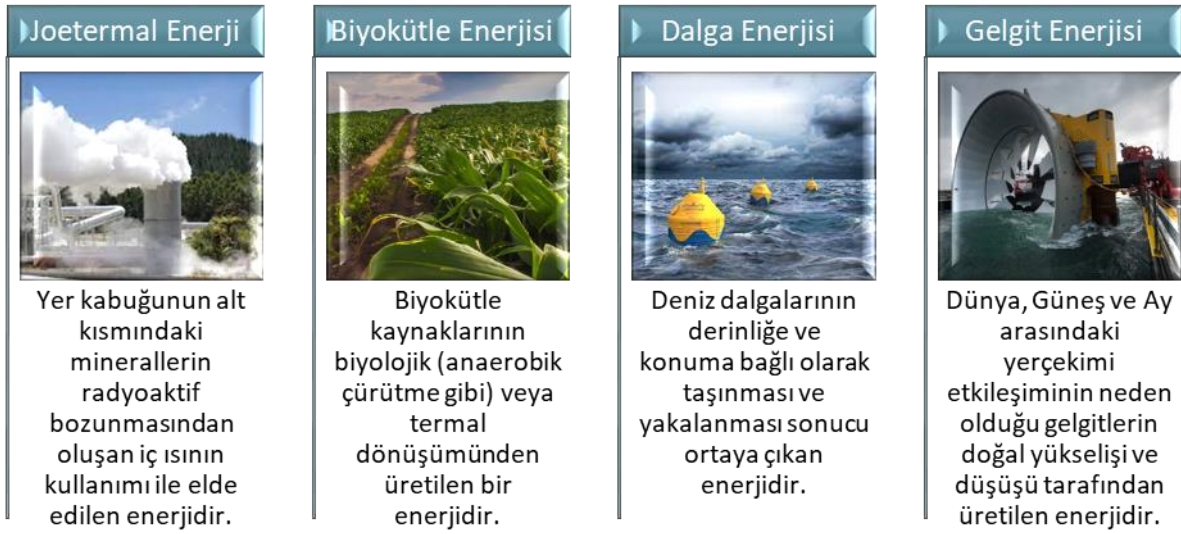 Joetermal Enerji
Yer kabuğunun alt
kısmındaki
minerallerin
radyoaktif
bozunmasından
oluşan iç ısının
kullanımı ile elde
edilen enerjidir.
Biyokütle Enerjisi
Biyokütle
kaynaklarının
biyolojik (anaerobik
çürütme gibi) veya
termal
dönüşümünden
üretilen bir
enerjidir.
Dalga Enerjisi
Deniz dalgalarının
derinliğe ve
konuma bağlı olarak
taşınması ve
yakalanması sonucu
ortaya çıkan
enerjidir.
Gelgit Enerjisi
Dünya, Güneş ve Ay
arasındaki
yerçekimi
etkileşiminin neden
olduğu gelgitlerin
doğal yükselişi ve
düşüşü tarafından
üretilen enerjidir.